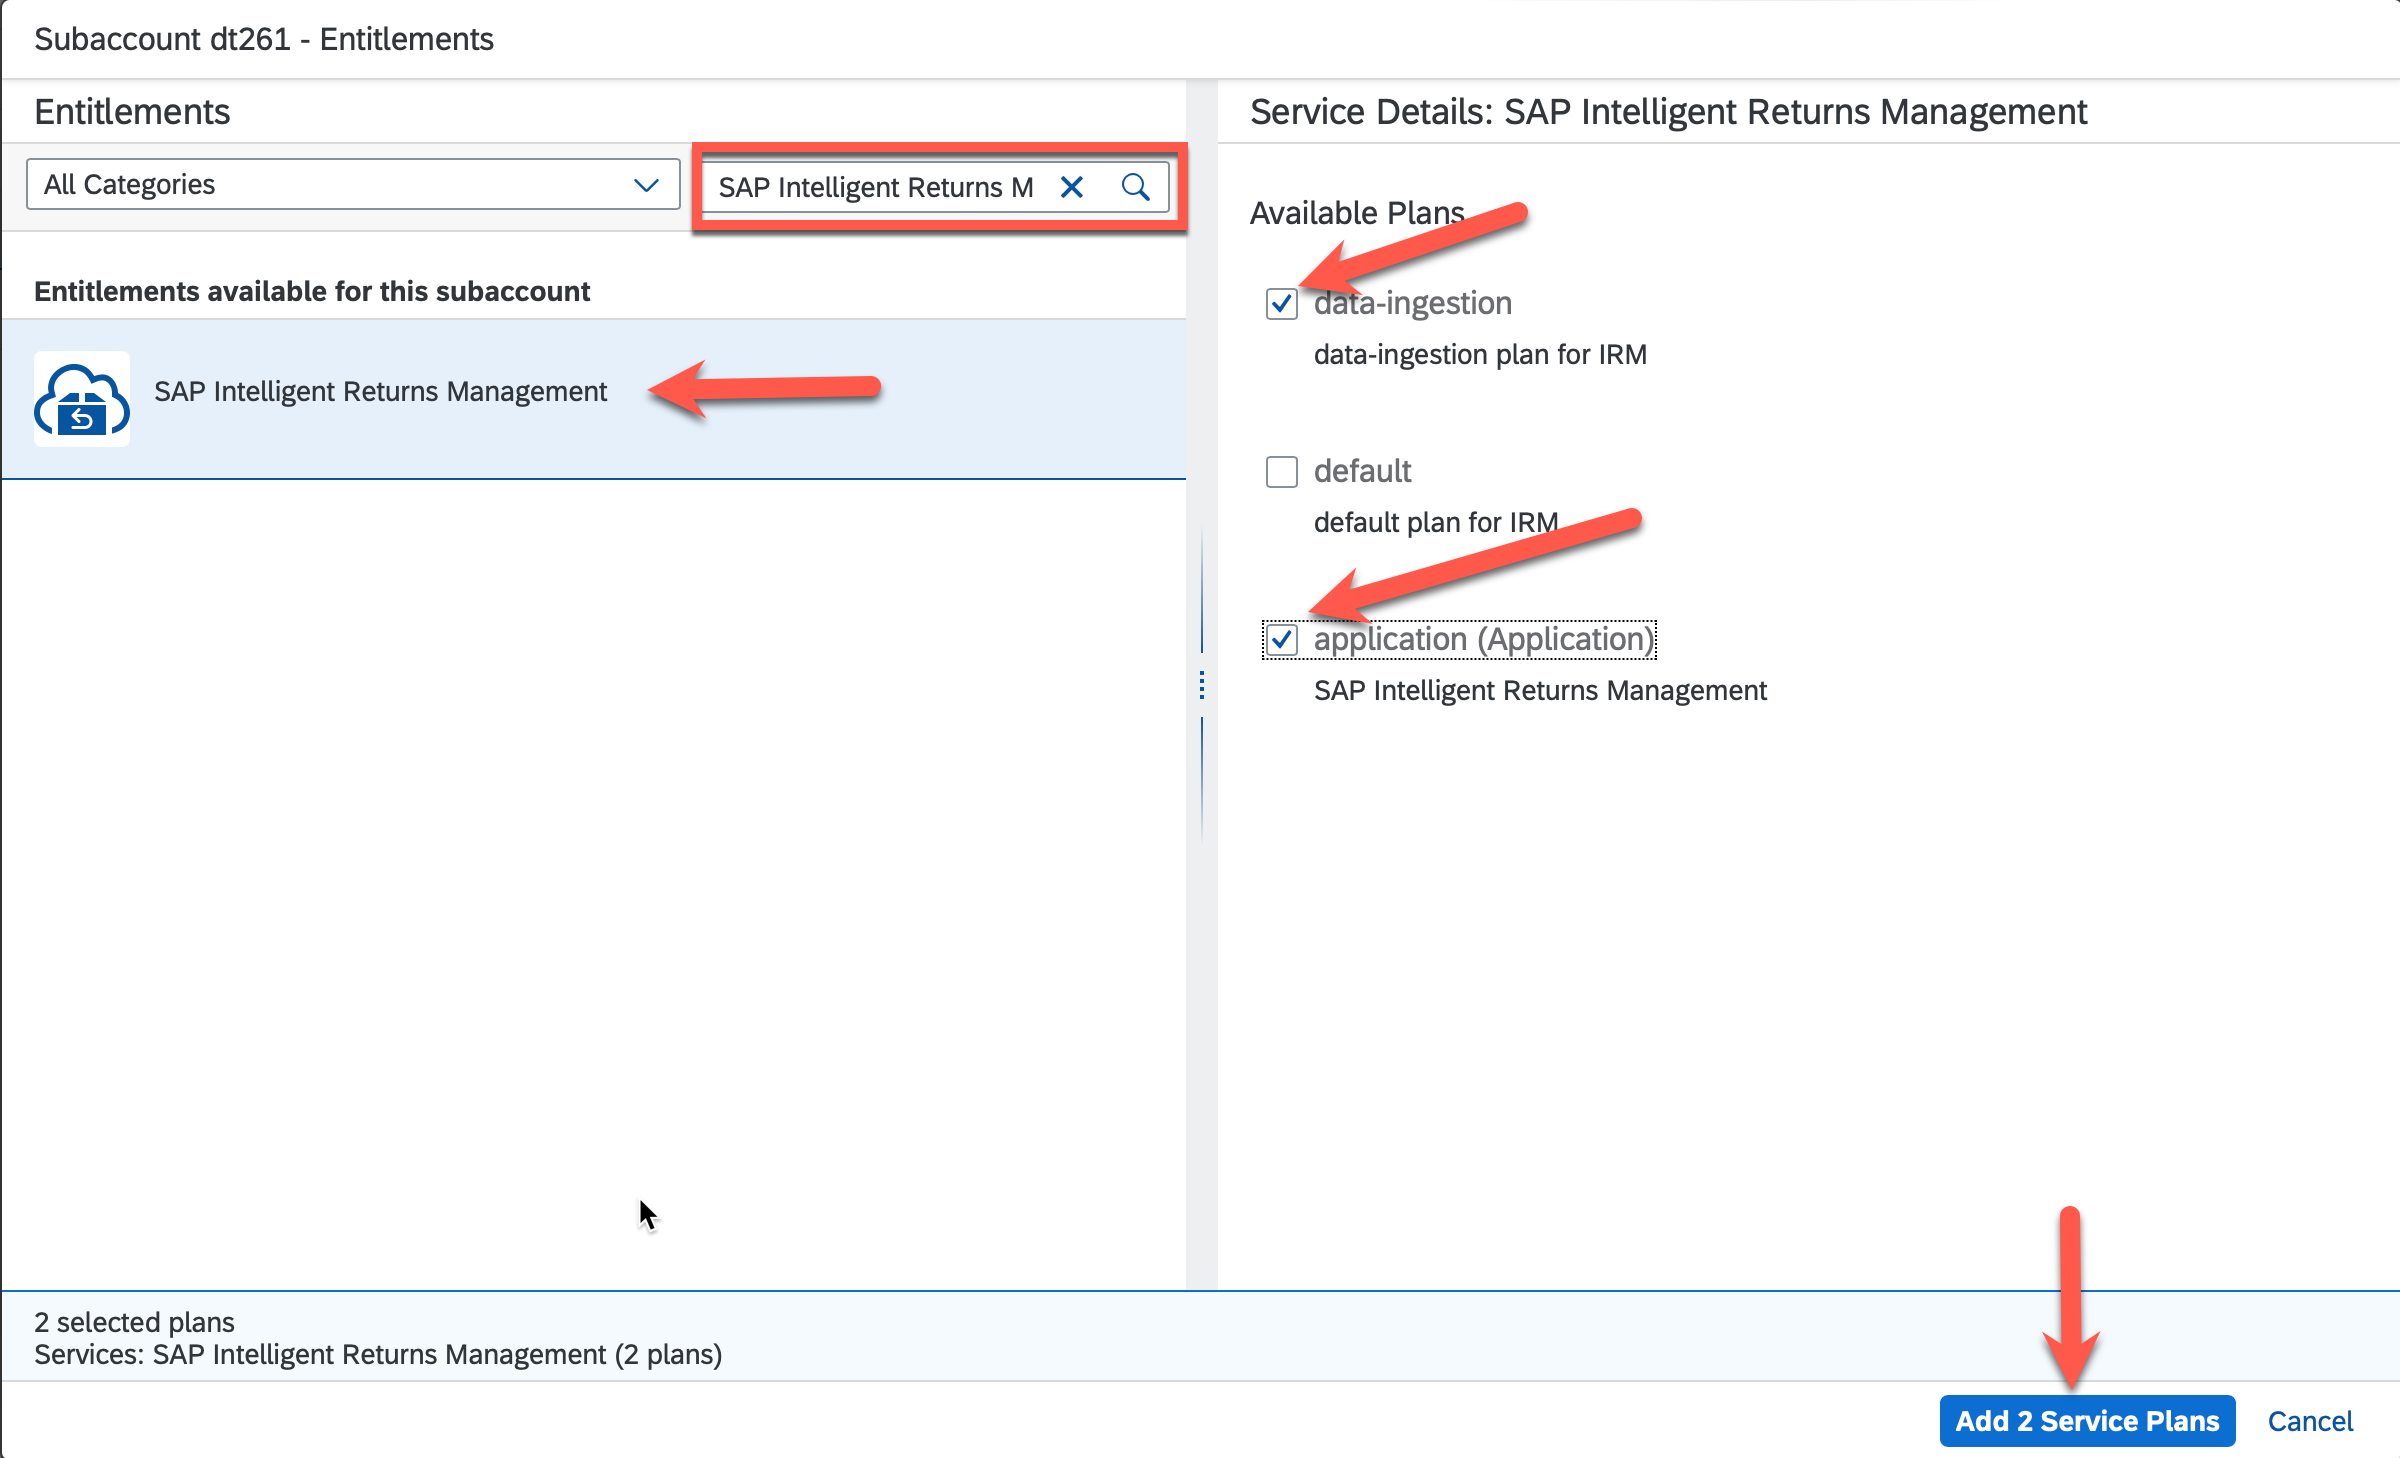 Subaccount dt261 - Entitlements
Entitlements
All Categories
SAP Intelligent Returns M
Entitlements available for this subaccount
SAP Intelligent Returns Management
Service Details: SAP Intelligent Returns Management
Available Plans
data-ingestion
data-ingestion plan for IRM
default
default plan for IRM
application (Application)
SAP Intelligent Returns Management
2 selected plans
Services: SAP Intelligent Returns Management (2 plans)
Add 2 Service Plans
Cancel